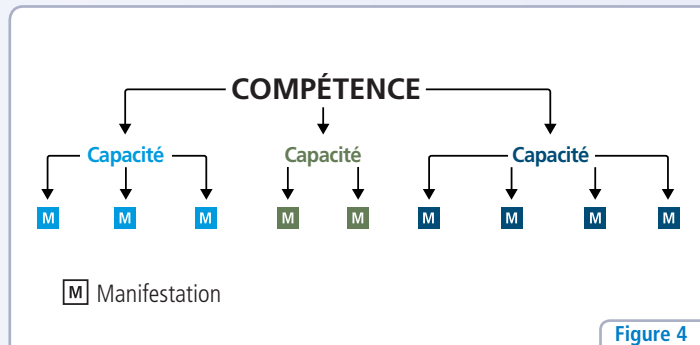 COMPÉTENCE
Capacité Capacité Capacité
M M M M M M M M M
M Manifestation
Figure 4